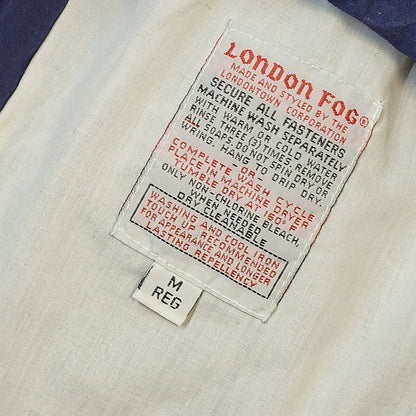 LONDON FOG®
MADE AND STYLED BY THE
LONDONTOWN CORPORATION
SECURE ALL FASTENERS
MACHINE WASH SEPARATELY
WITH WARM OR COLD WATER
RINSE THREE (3) TIMES REMOVE
ALL SOAPS. DO NOT SPIN DRY OR
WRING. HANG TO DRIP DRY.
COMPLETE OR
PLACE IN WASH CYCLE
TUMBLE DRY AT 160° F
ONLY NON-CHLORINE BLEACH,
WHEN NEEDED
DRY CLEANABLE
WASHING AND COOL IRON
TOUCH UP RECOMMENDED
FOR APPEARANCE AND LONGER
LASTING REPELLENCY
M
REG